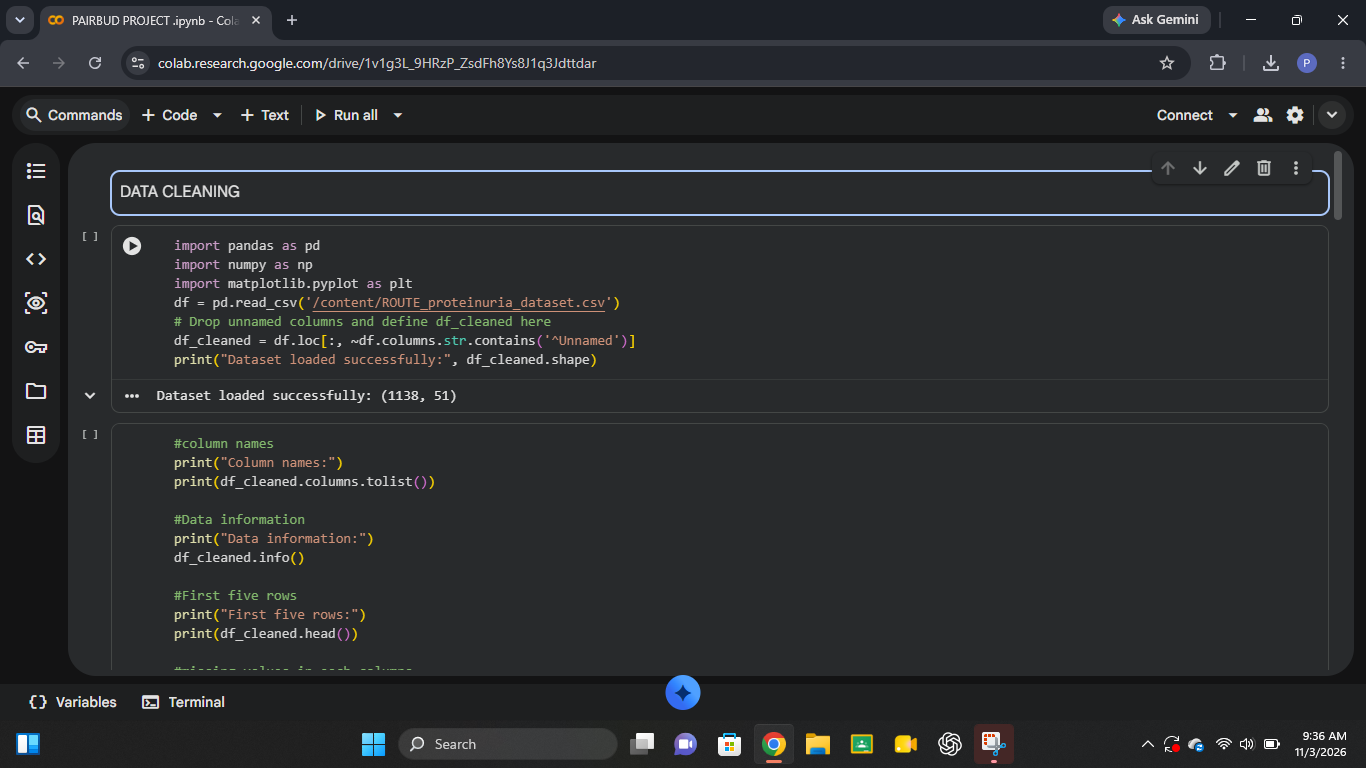 PAIRBUD PROJECT .ipynb - Cola
Ask Gemini
colab.research.google.com/drive/1v1g3L_9HRzP_ZsdFh8Ys8J1q3Jdttdar
P
Commands
+ Code
+ Text
Run all
Connect
DATA CLEANING
[ ]
import pandas as pd
import numpy as np
import matplotlib.pyplot as plt
df = pd.read_csv('/content/ROUTE_proteinuria_dataset.csv')
# Drop unnamed columns and define df_cleaned here
df_cleaned = df.loc[:, ~df.columns.str.contains('^Unnamed')]
print("Dataset loaded successfully:", df_cleaned.shape)
Dataset loaded successfully: (1138, 51)
[ ]
#column names
print("Column names:")
print(df_cleaned.columns.tolist())
#Data information
print("Data information:")
df_cleaned.info()
#First five rows
print("First five rows:")
print(df_cleaned.head())
#missing values in each columns
{} Variables
Terminal
Search
9:36 AM
11/3/2026